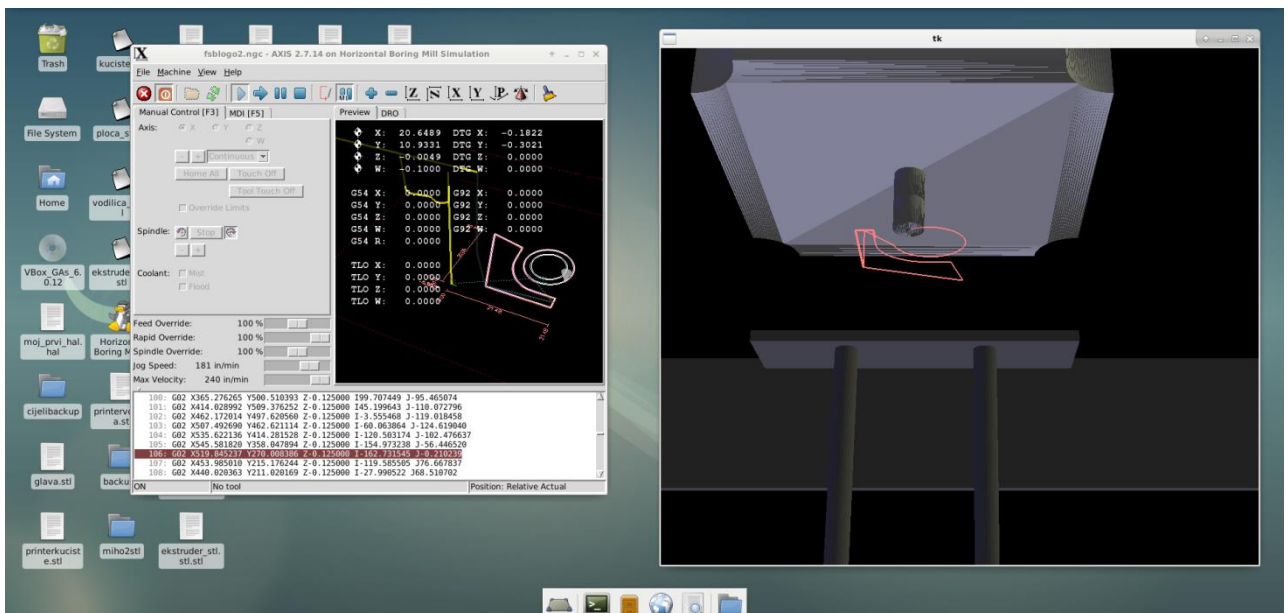 Trash
kuciste
File System
ploca_s
Home
vodilica_
l
VBox_GAs_6.
0.12
ekstrude
stl
moj_prvi_hal.
hal
Horizon
Boring M
cijelibackup
printerv
a.st
glava.stl
backu
printerkucist
e.stl
miho2stl
ekstruder_stl.
stl.stl
fsblogo2.ngc - AXIS 2.7.14 on Horizontal Boring Mill Simulation
File Machine View Help
Manual Control [F3] MDI [F5]
Axis: X Y Z
W
- + Continuous
Home All Touch Off
Tool Touch Off
Override Limits
Spindle: Stop
- +
Coolant: Mist
Flood
Feed Override: 100 %
Rapid Override: 100 %
Spindle Override: 100 %
Jog Speed: 181 in/min
Max Velocity: 240 in/min
Preview DRO
X: 20.6489 DTG X: -0.1822
Y: 10.9331 DTG Y: -0.3021
Z: -0.0049 DTG Z: 0.0000
W: -0.1000 DTG W: 0.0000
G54 X: 0.0000 G92 X: 0.0000
G54 Y: 0.0000 G92 Y: 0.0000
G54 Z: 0.0000 G92 Z: 0.0000
G54 W: 0.0000 G92 W: 0.0000
G54 R: 0.0000
TLO X: 0.0000
TLO Y: 0.0000
TLO Z: 0.0000
TLO W: 0.0000
100: G02 X365.276265 Y500.510393 Z-0.125000 I99.707449 J-95.465074
101: G02 X414.028992 Y509.376252 Z-0.125000 I45.199643 J-110.072796
102: G02 X462.172014 Y497.620560 Z-0.125000 I-3.555468 J-119.018458
103: G02 X507.492690 Y462.621114 Z-0.125000 I-60.063864 J-124.619040
104: G02 X535.622136 Y414.281528 Z-0.125000 I-120.503174 J-102.476637
105: G02 X545.581820 Y358.047894 Z-0.125000 I-154.973238 J-56.446520
106: G02 X519.845237 Y270.008386 Z-0.125000 I-162.731545 J-0.210239
107: G02 X453.985010 Y215.176244 Z-0.125000 I-119.585505 J76.667837
108: G02 X440.020363 Y211.020169 Z-0.125000 I-27.990522 J68.510702
ON No tool Position: Relative Actual
tk